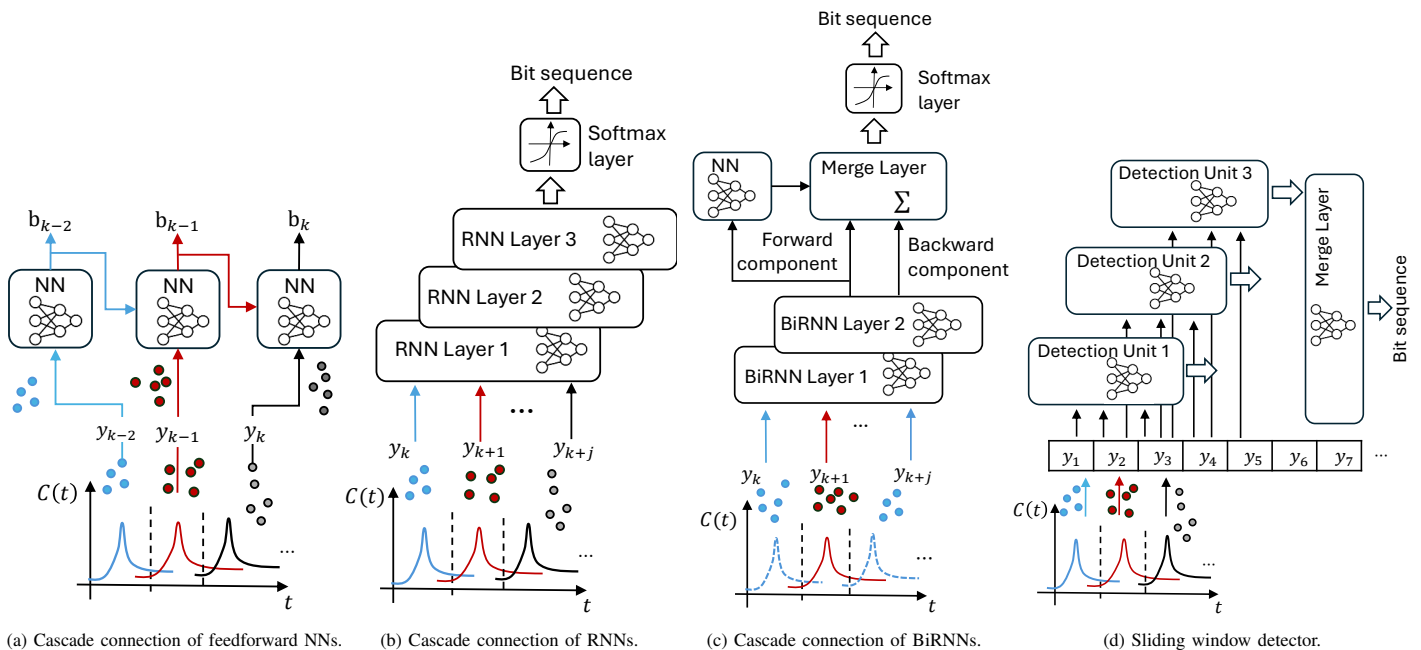 b_{k-2}
b_{k-1}
b_k
NN
NN
NN
y_{k-2}
y_{k-1}
y_k
C(t)
...
t
(a) Cascade connection of feedforward NNs.
Bit sequence
Softmax
layer
RNN Layer 3
RNN Layer 2
RNN Layer 1
...
y_k
y_{k+1}
y_{k+j}
C(t)
...
t
(b) Cascade connection of RNNs.
Bit sequence
Softmax
layer
NN
Merge Layer
Σ
Forward
component
Backward
component
BiRNN Layer 2
BiRNN Layer 1
...
y_k
y_{k+1}
y_{k+j}
C(t)
...
t
(c) Cascade connection of BiRNNs.
Detection Unit 3
Detection Unit 2
Detection Unit 1
Merge Layer
Bit sequence
y_1 y_2 y_3 y_4 y_5 y_6 y_7 ...
C(t)
...
t
(d) Sliding window detector.